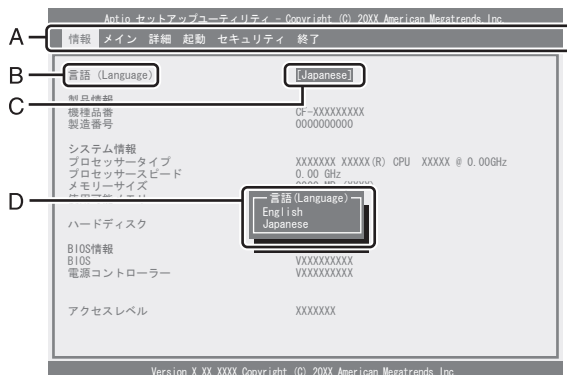 Aptio セットアップユーティリティ - Copyright (C) 20XX American Megatrends, Inc.
A
情報 メイン 詳細 起動 セキュリティ 終了
B 言語 (Language) [Japanese]
C
製品情報
機種品番 CF-XXXXXXXXX
製造番号 0000000000
システム情報
プロセッサータイプ XXXXXXX XXXXX(R) CPU XXXXX @ 0.00GHz
プロセッサースピード 0.00 GHz
メモリーサイズ
D
言語(Language)
English
Japanese
ハードディスク
BIOS情報
BIOS VXXXXXXXXX
電源コントローラー VXXXXXXXXX
アクセスレベル XXXXXXX
Version X.XX.XXXX Copyright (C) 20XX American Megatrends, Inc.